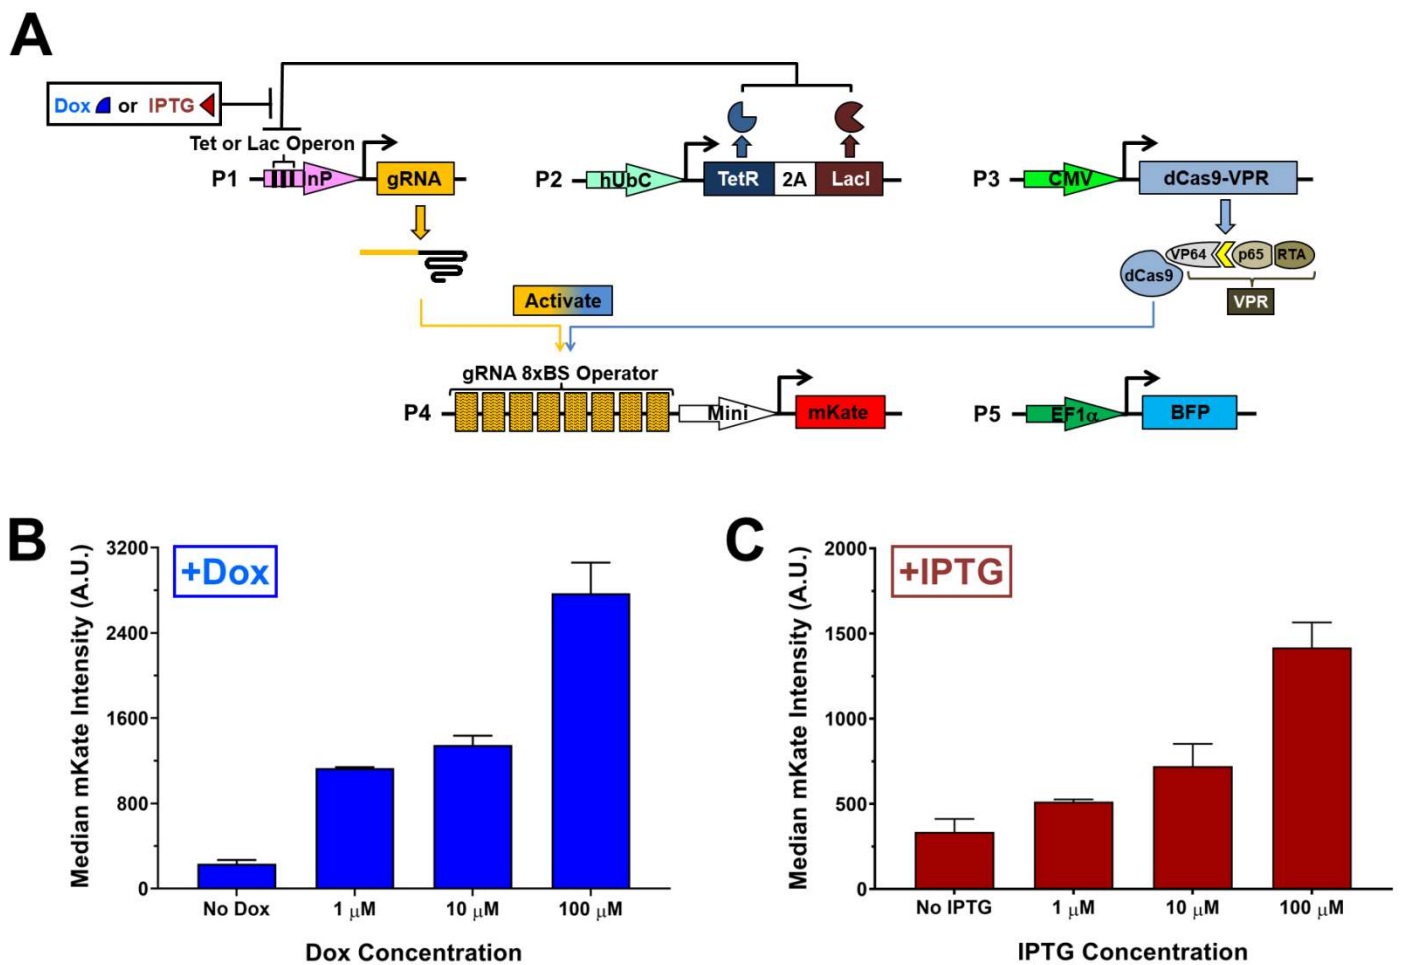 A
Dox or IPTG
Tet or Lac Operon
P1 nP gRNA
P2 hUbC TetR 2A LacI
P3 CMV dCas9-VPR
dCas9 VP64 p65 RTA
VPR
Activate
gRNA 8xBS Operator
P4 Mini mKate
P5 EF1α BFP
B
+Dox
Median mKate Intensity (A.U.)
3200
2400
1600
800
0
No Dox 1 μM 10 μM 100 μM
Dox Concentration
C
+IPTG
Median mKate Intensity (A.U.)
2000
1500
1000
500
0
No IPTG 1 μM 10 μM 100 μM
IPTG Concentration